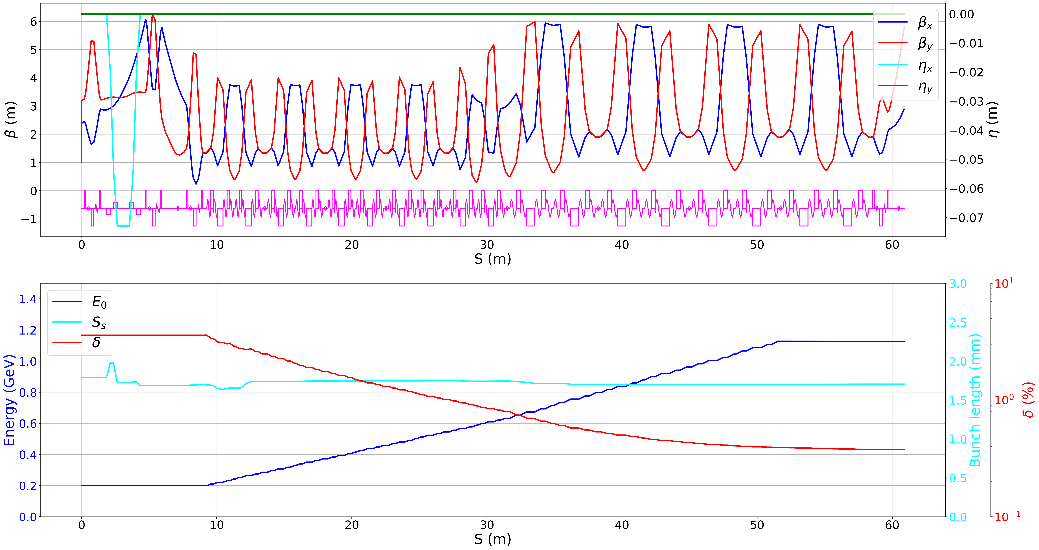 6
5
4
3
2
1
0
−1
β (m)
0 10 20 30 40 50 60
S (m)
0.00
−0.01
−0.02
−0.03
−0.04
−0.05
−0.06
−0.07
η (m)
βx
βy
ηx
ηy
1.4
1.2
1.0
0.8
0.6
0.4
0.2
0.0
Energy (GeV)
E0
Ss
δ
0 10 20 30 40 50 60
S (m)
3.0
2.5
2.0
1.5
1.0
0.5
0.0
Bunch length (mm)
10¹
10⁰
10⁻¹
δ (%)